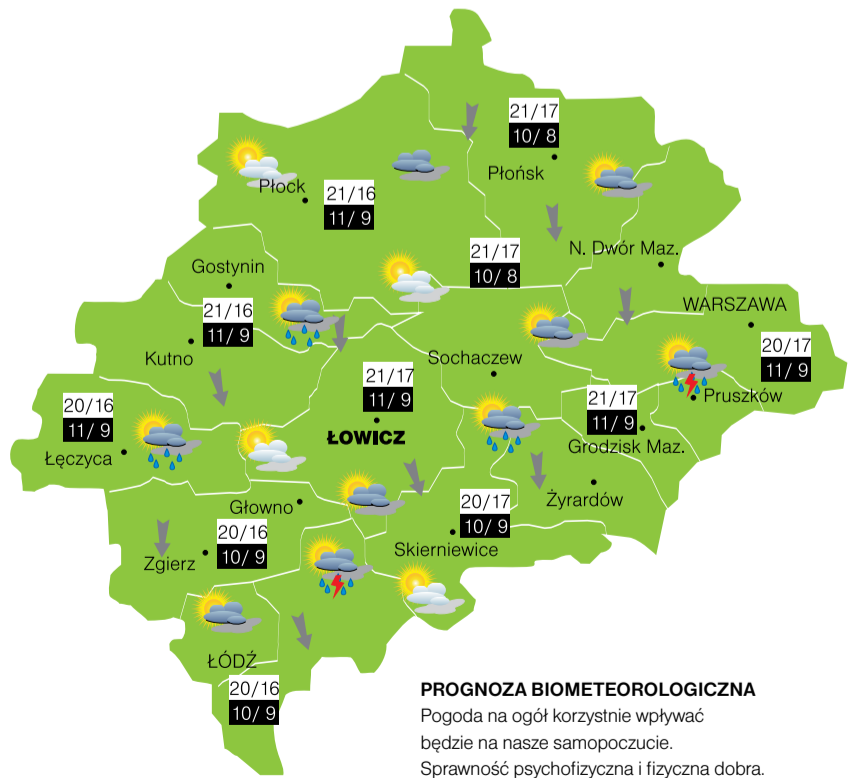 21/17
10/ 8
Płońsk
Płock
21/16
11/ 9
N. Dwór Maz.
21/17
10/ 8
Gostynin
WARSZAWA
21/16
11/ 9
Kutno
20/17
11/ 9
Sochaczew
21/17
11/ 9
Pruszków
21/17
11/ 9
20/16
11/ 9
ŁOWICZ
Grodzisk Maz.
Łęczyca
Żyrardów
Głowno
20/17
10/ 9
Skierniewice
20/16
10/ 9
Zgierz
ŁÓDŹ
20/16
10/ 9
PROGNOZA BIOMETEOROLOGICZNA
Pogoda na ogół korzystnie wpływać
będzie na nasze samopoczucie.
Sprawność psychofizyczna i fizyczna dobra.